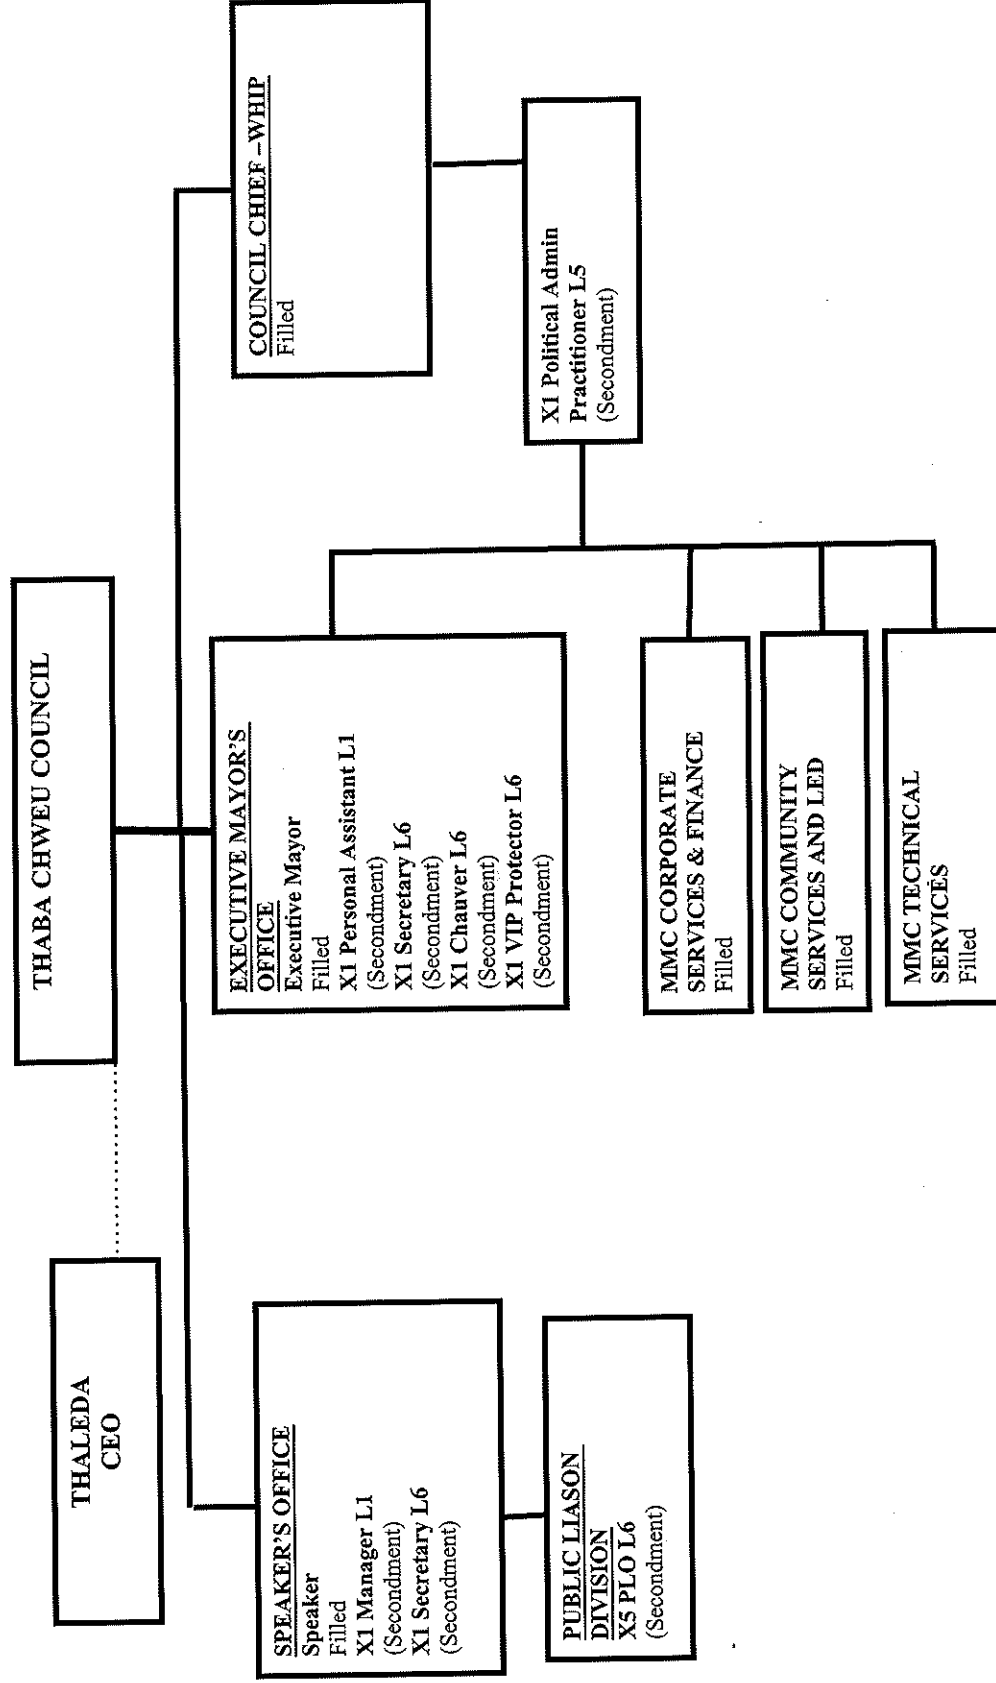 THABA CHWEU COUNCIL
THALEDA
CEO
SPEAKER'S OFFICE
Speaker
Filled
X1 Manager L1
(Secondment)
X1 Secretary L6
(Secondment)
PUBLIC LIASON
DIVISION
X5 PLO L6
(Secondment)
EXECUTIVE MAYOR'S
OFFICE
Executive Mayor
Filled
X1 Personal Assistant L1
(Secondment)
X1 Secretary L6
(Secondment)
X1 Chauver L6
(Secondment)
X1 VIP Protector L6
(Secondment)
COUNCIL CHIEF –WHIP
Filled
X1 Political Admin
Practitioner L5
(Secondment)
MMC CORPORATE
SERVICES & FINANCE
Filled
MMC COMMUNITY
SERVICES AND LED
Filled
MMC TECHNICAL
SERVICES
Filled